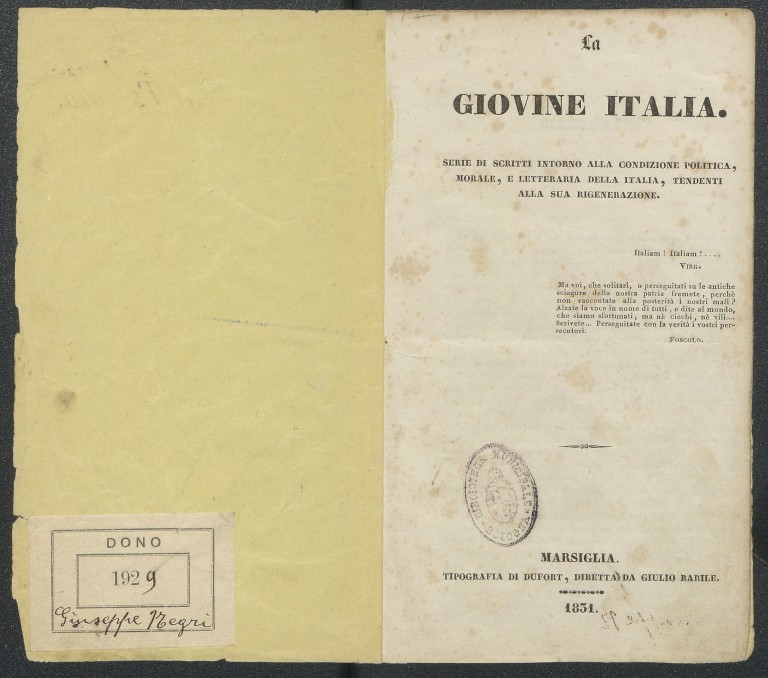 DONO
1929
Giuseppe Negri
La
GIOVINE ITALIA.
SERIE DI SCRITTI INTORNO ALLA CONDIZIONE POLITICA,
MORALE, E LETTERARIA DELLA ITALIA, TENDENTI
ALLA SUA RIGENERAZIONE.
Italiam! Italiam!....
VIRG.
Ma voi, che solitari, o perseguitati su le antiche
sciagure della nostra patria fremete, perchè
non raccontate alla posterità i nostri mali?
Alzate la voce in nome di tutti, e dite al mondo,
che siamo sfortunati, ma nè ciechi, nè vili....
Scrivete... Perseguitate con la verità i vostri per-
secutori.
FOSCOLO.
BIBLIOTECA MUNICIPALE
BOLOGNA
MARSIGLIA.
TIPOGRAFIA DI DUFORT, DIRETTA DA GIULIO BARILE.
1831.